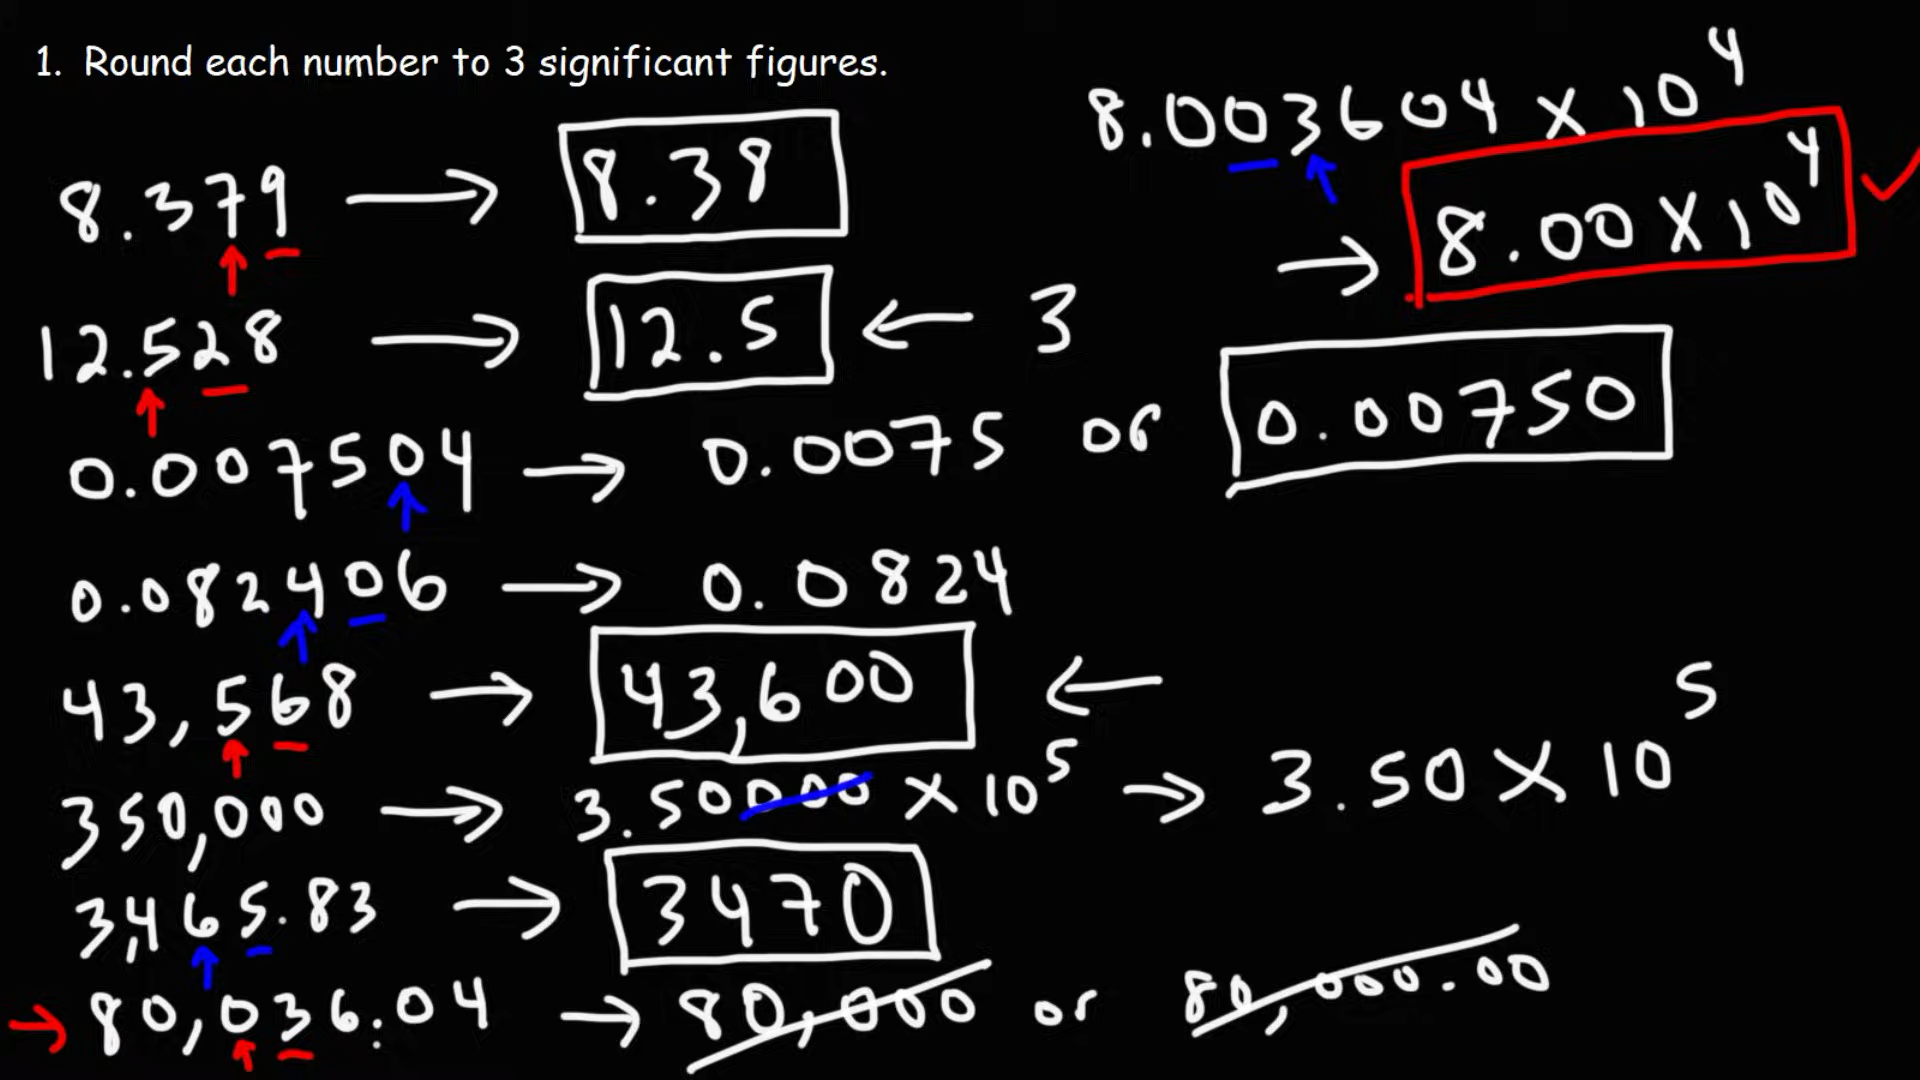 1. Round each number to 3 significant figures.
8.003604 x 10^4
8.379 → 8.38
→ 8.00 x 10^4 ✓
12.528 → 12.5 ← 3
0.007504 → 0.0075 or 0.00750
0.082406 → 0.0824
43,568 → 43,600 ←
350,000 → 3.50000 x 10^5 → 3.50 x 10^5
3,465.83 → 3470
→ 80,036.04 → 80,000 or 80,000.00